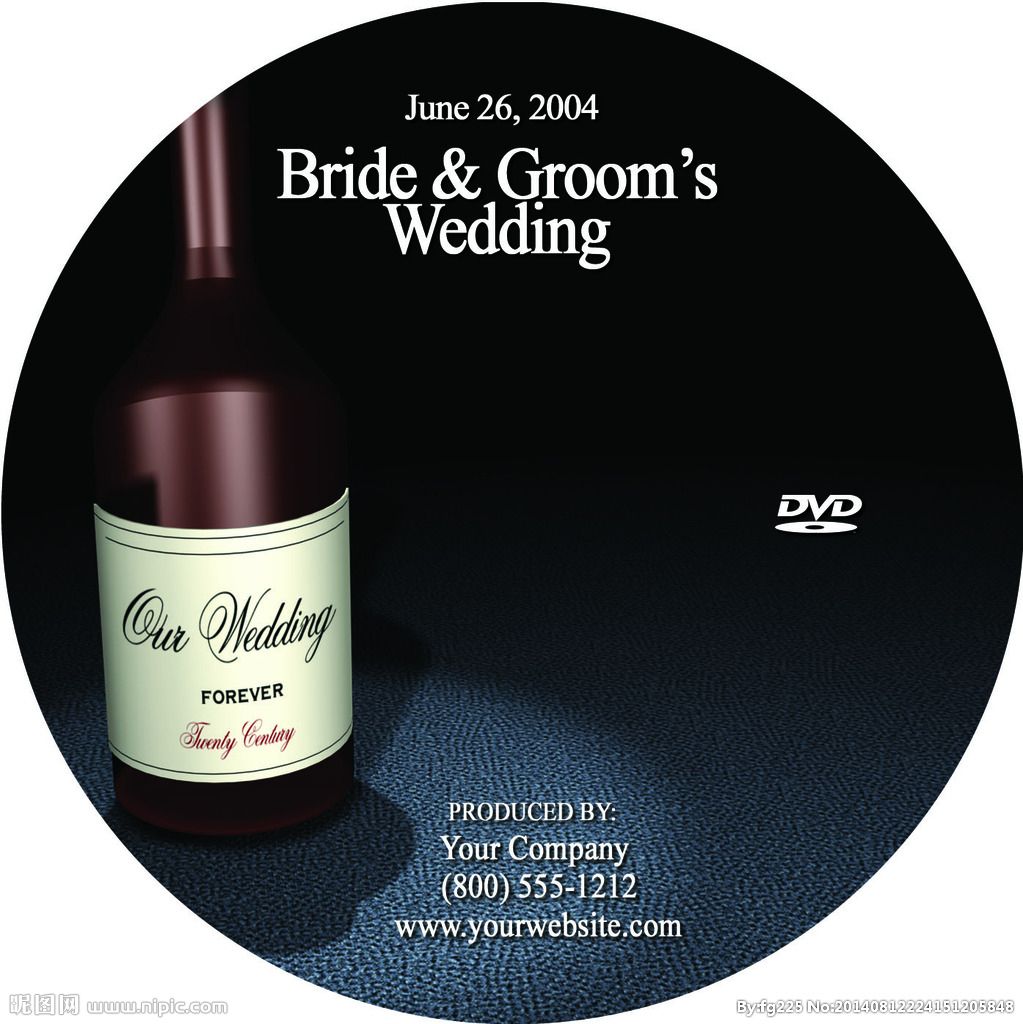 June 26, 2004
Bride & Groom's
Wedding
DVD
Our Wedding
FOREVER
Twenty Century
PRODUCED BY:
Your Company
(800) 555-1212
www.yourwebsite.com
昵图网 www.nipic.com
By:fg225 No:20140812224151205848